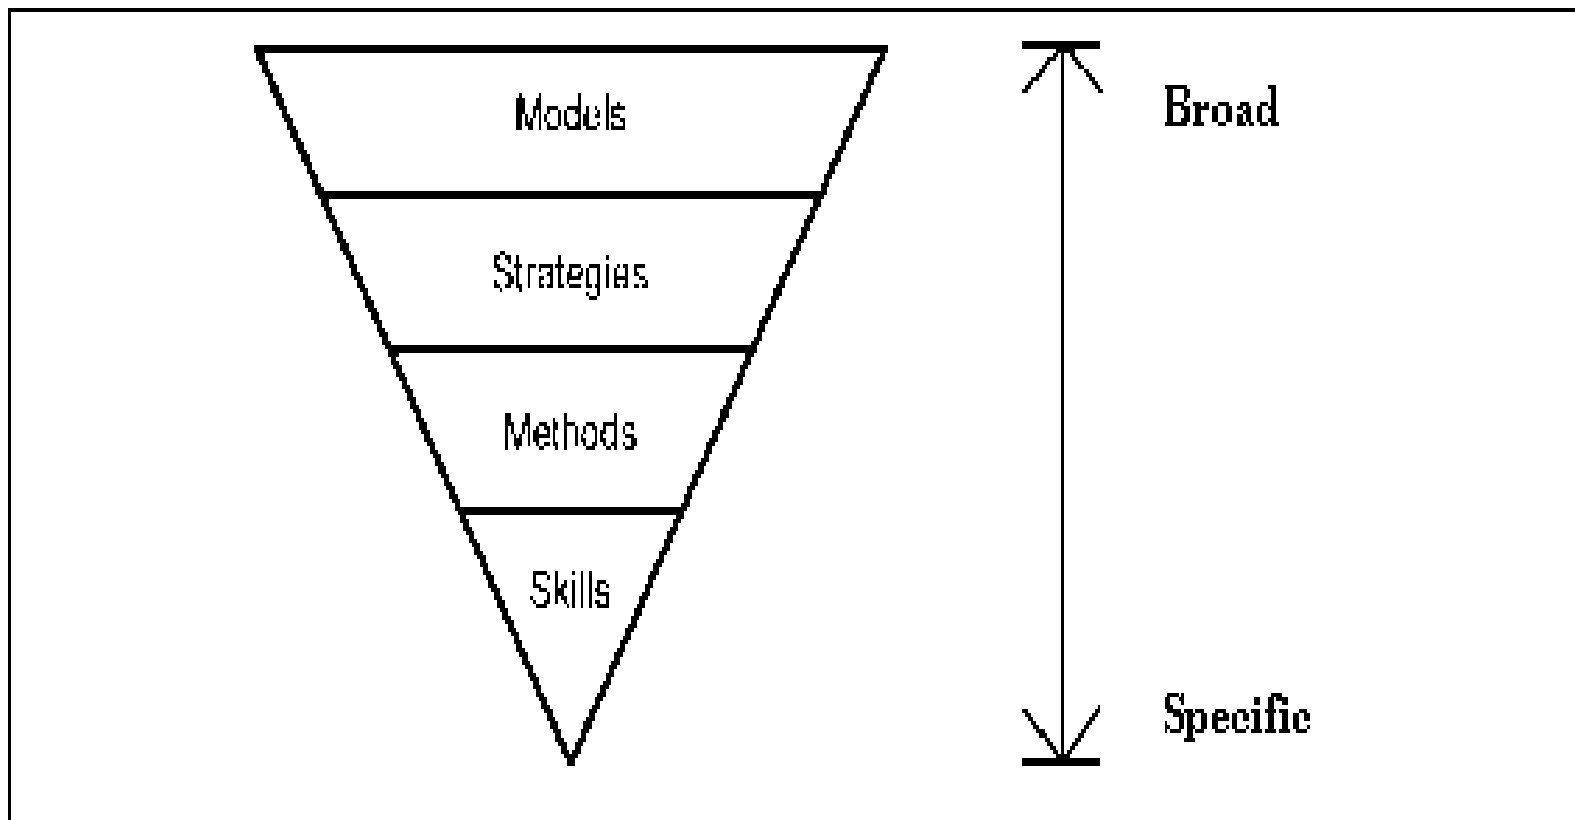 Models
Broad
Strategies
Methods
Skills
Specific